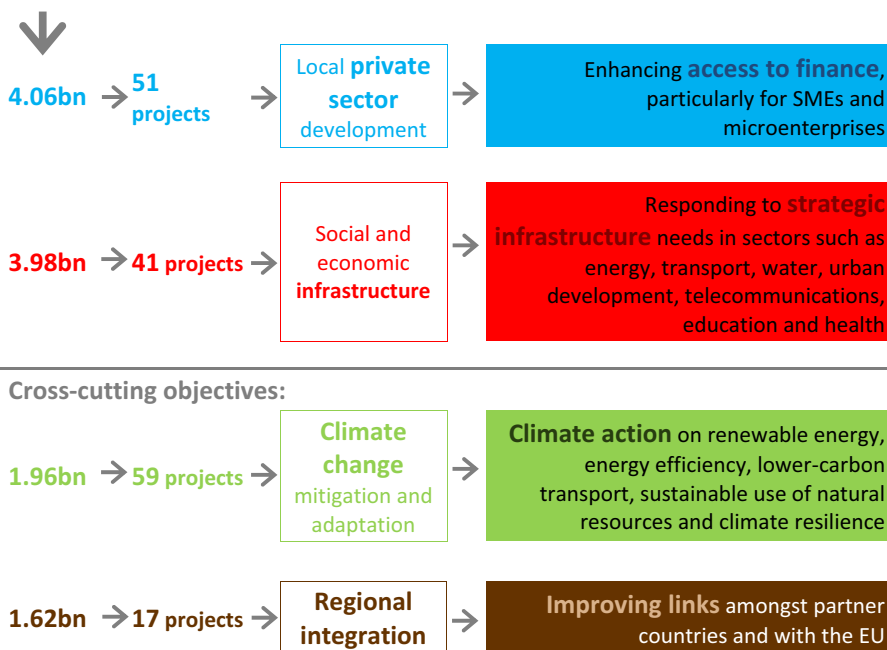 4.06bn
51
projects
Local private
sector
development
Enhancing access to finance,
particularly for SMEs and
microenterprises
3.98bn
41 projects
Social and
economic
infrastructure
Responding to strategic
infrastructure needs in sectors such as
energy, transport, water, urban
development, telecommunications,
education and health
Cross-cutting objectives:
1.96bn
59 projects
Climate
change
mitigation and
adaptation
Climate action on renewable energy,
energy efficiency, lower-carbon
transport, sustainable use of natural
resources and climate resilience
1.62bn
17 projects
Regional
integration
Improving links amongst partner
countries and with the EU